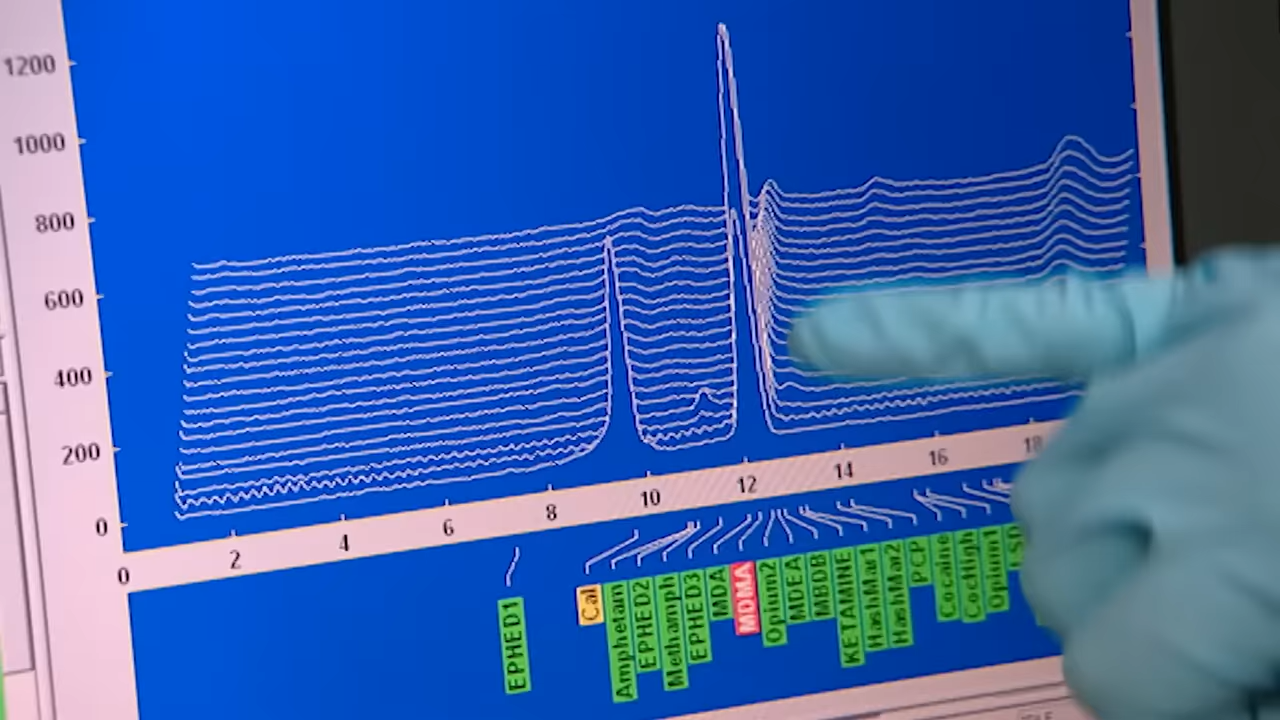 1200
1000
800
600
400
200
0
0 2 4 6 8 10 12 14 16 18
EPHED1
Cal
Amphetam
EPHED2
Methamph
EPHED3
MDA
MDMA
Opium2
MDEA
MBDB
KETAMINE
HashMar1
HashMar2
PCP
Cocaine
CocHigh
Opium1
LSD